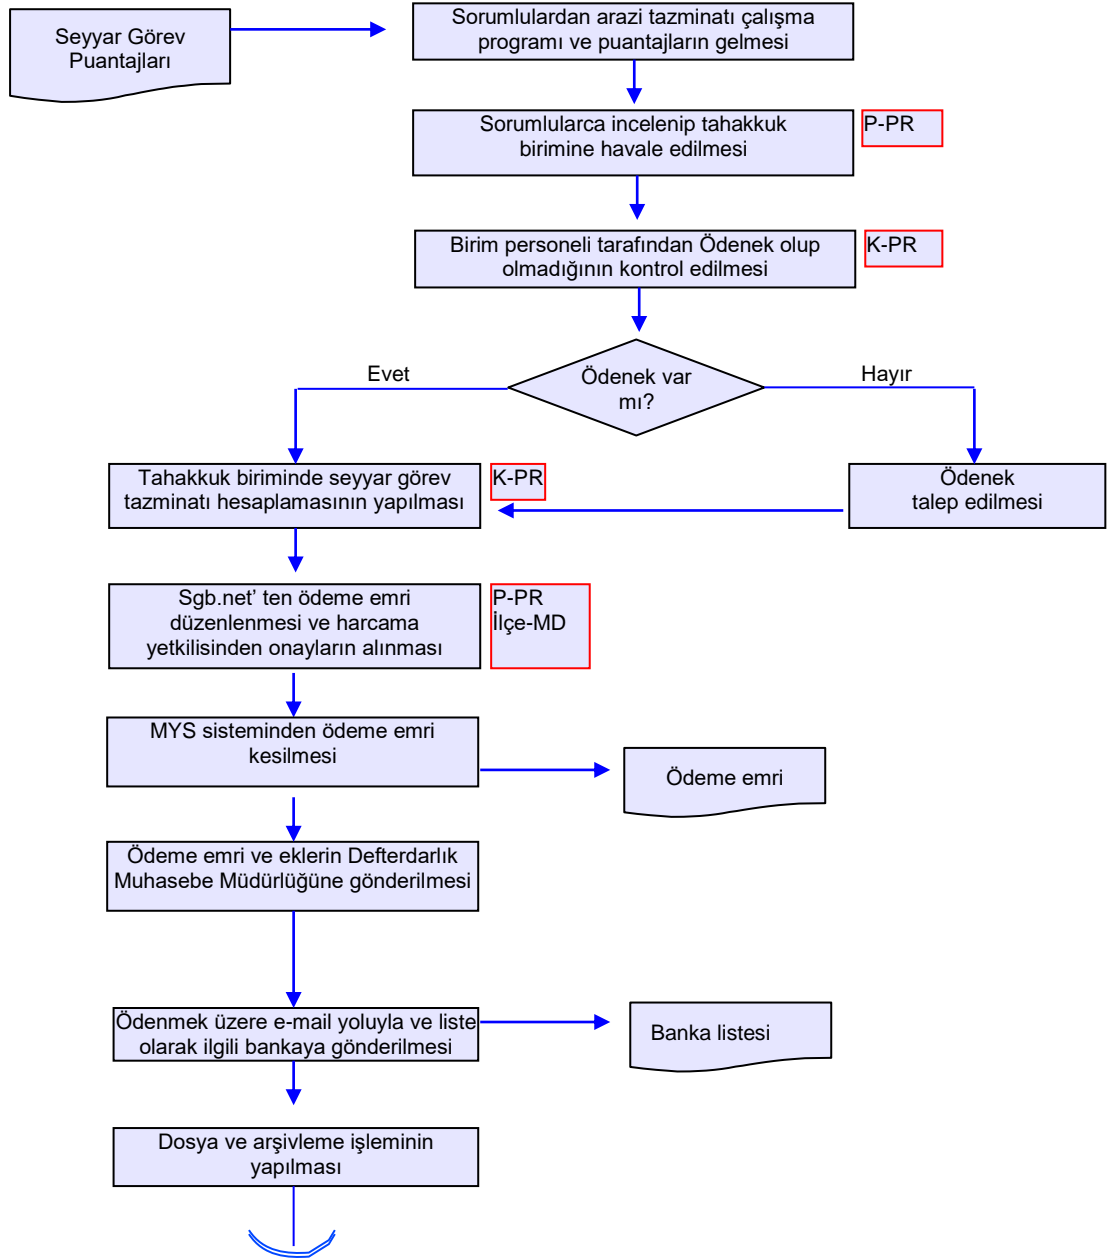 Seyyar Görev
Puantajları
Sorumlulardan arazi tazminatı çalışma
programı ve puantajların gelmesi
Sorumlularca incelenip tahakkuk
birimine havale edilmesi
P-PR
Birim personeli tarafından Ödenek olup
olmadığının kontrol edilmesi
K-PR
Ödenek var
mı?
Evet
Hayır
Tahakkuk biriminde seyyar görev
tazminatı hesaplamasının yapılması
K-PR
Ödenek
talep edilmesi
Sgb.net’ ten ödeme emri
düzenlenmesi ve harcama
yetkilisinden onayların alınması
P-PR
İlçe-MD
MYS sisteminden ödeme emri
kesilmesi
Ödeme emri
Ödeme emri ve eklerin Defterdarlık
Muhasebe Müdürlüğüne gönderilmesi
Ödenmek üzere e-mail yoluyla ve liste
olarak ilgili bankaya gönderilmesi
Banka listesi
Dosya ve arşivleme işleminin
yapılması